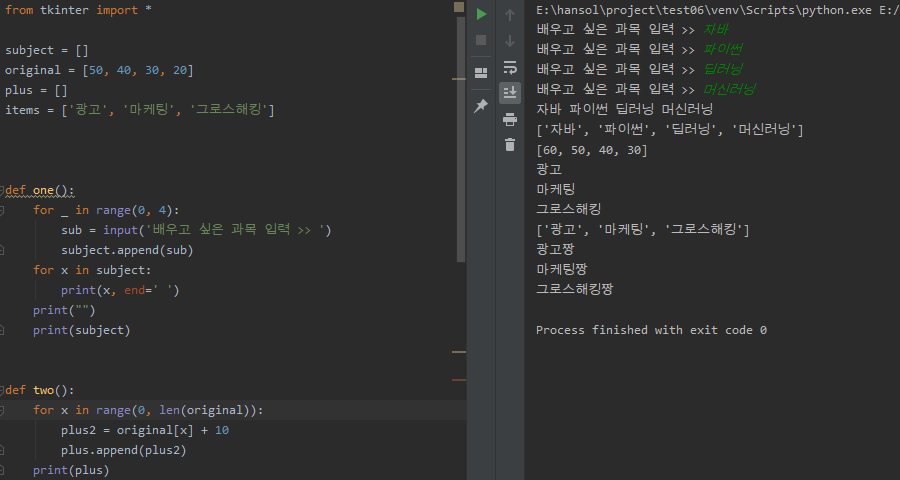 from tkinter import *
subject = []
original = [50, 40, 30, 20]
plus = []
items = ['광고', '마케팅', '그로스해킹']
def one():
    for _ in range(0, 4):
        sub = input('배우고 싶은 과목 입력 >> ')
        subject.append(sub)
    for x in subject:
        print(x, end=' ')
    print("")
    print(subject)
def two():
    for x in range(0, len(original)):
        plus2 = original[x] + 10
        plus.append(plus2)
    print(plus)
E:\hansol\project\test06\venv\Scripts\python.exe E:/
배우고 싶은 과목 입력 >> 자바
배우고 싶은 과목 입력 >> 파이썬
배우고 싶은 과목 입력 >> 딥러닝
배우고 싶은 과목 입력 >> 머신러닝
자바 파이썬 딥러닝 머신러닝
['자바', '파이썬', '딥러닝', '머신러닝']
[60, 50, 40, 30]
광고
마케팅
그로스해킹
['광고', '마케팅', '그로스해킹']
광고짱
마케팅짱
그로스해킹짱
Process finished with exit code 0